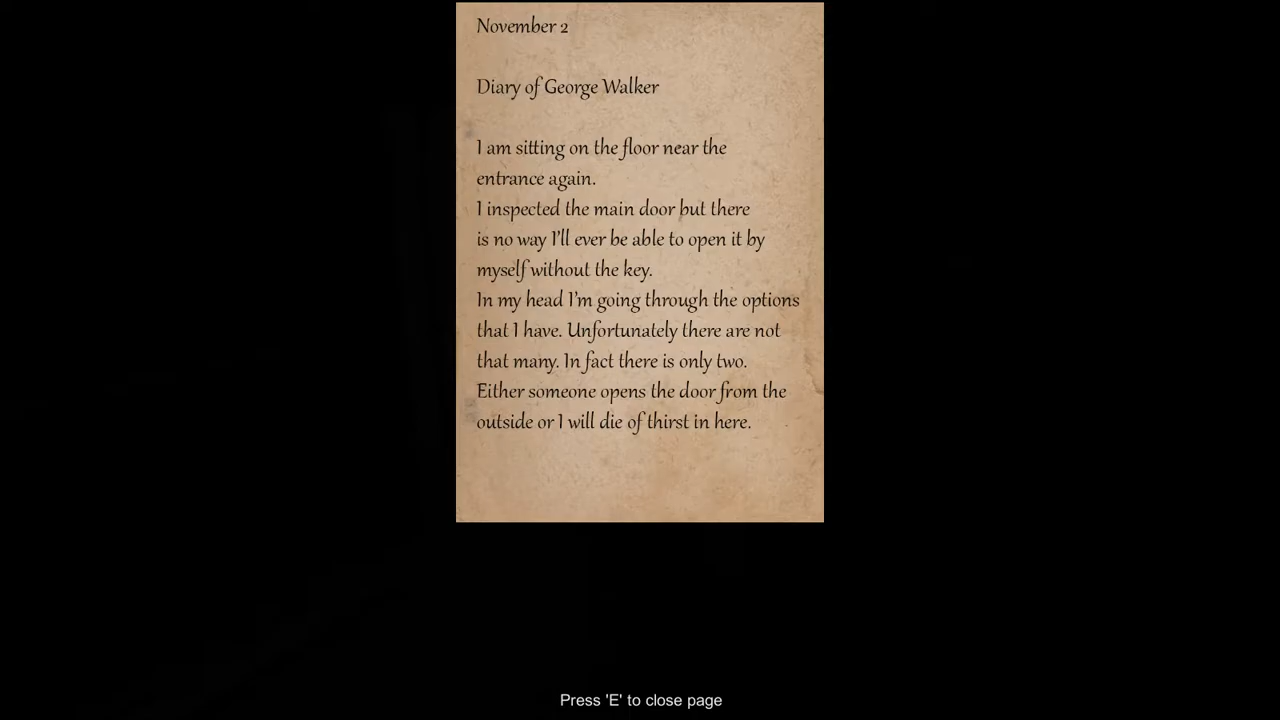 November 2
Diary of George Walker
I am sitting on the floor near the
entrance again.
I inspected the main door but there
is no way I'll ever be able to open it by
myself without the key.
In my head I'm going through the options
that I have. Unfortunately there are not
that many. In fact there is only two.
Either someone opens the door from the
outside or I will die of thirst in here.
Press 'E' to close page